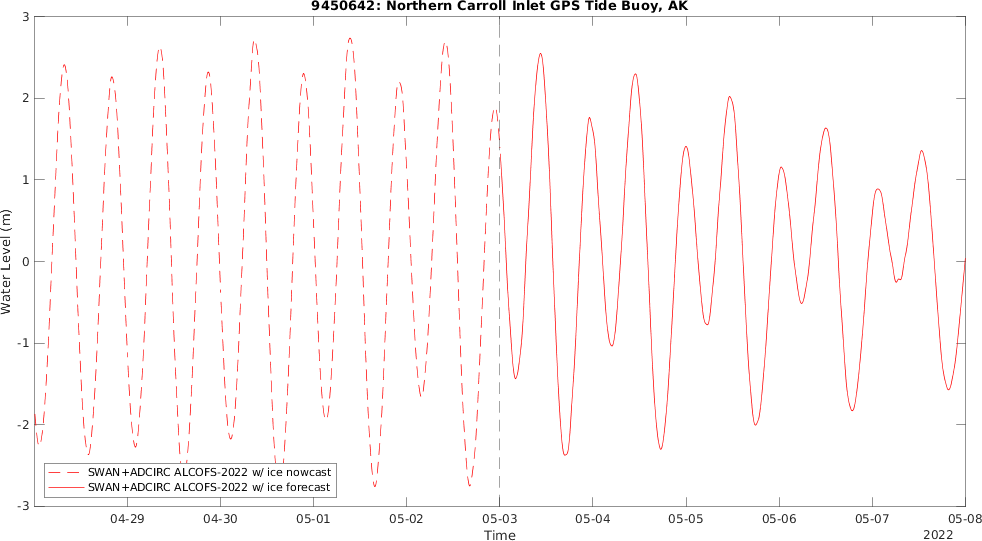 9450642: Northern Carroll Inlet GPS Tide Buoy, AK
3
2
1
0
-1
-2
-3
Water Level (m)
SWAN+ADCIRC ALCOFS-2022 w/ ice nowcast
SWAN+ADCIRC ALCOFS-2022 w/ ice forecast
04-29 04-30 05-01 05-02 05-03 05-04 05-05 05-06 05-07 05-08
Time
2022